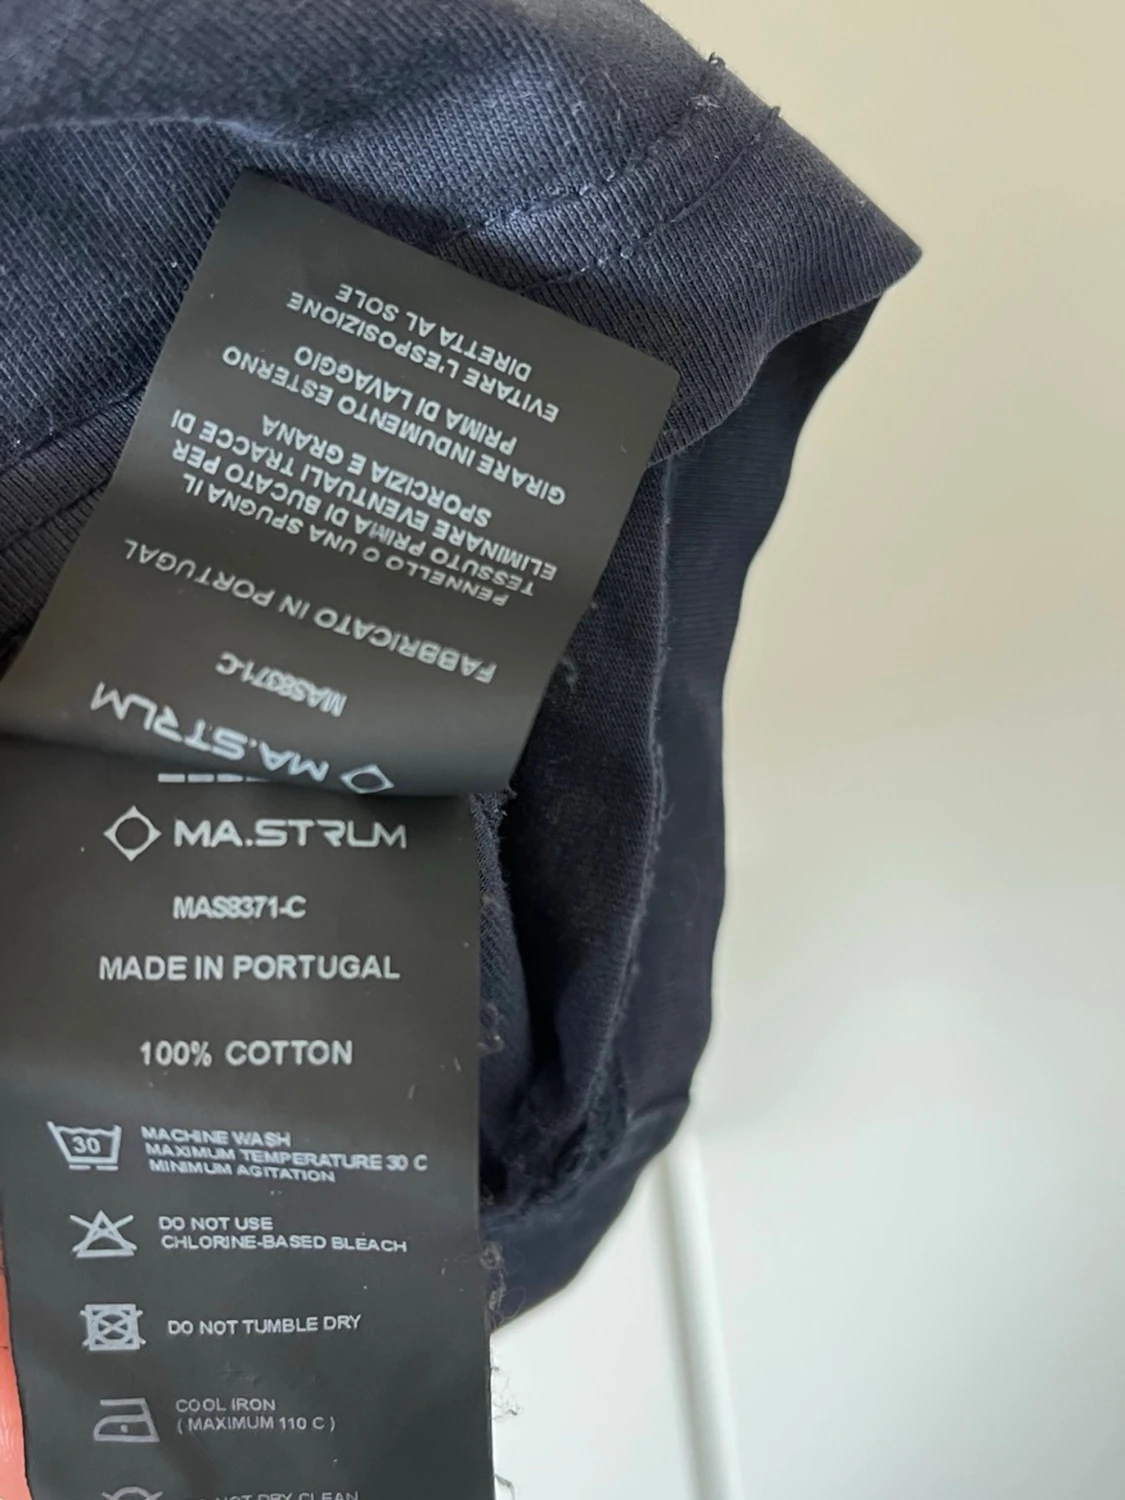 MA.STRUM
MAS8371-C
FABBRICATO IN PORTUGAL
PENNELLO O UNA SPUGNA IL
TESSUTO PRIMA DI BUCATO PER
ELIMINARE EVENTUALI TRACCE DI
SPORCIZIA E GRANA
GIRARE INDUMENTO ESTERNO
PRIMA DI LAVAGGIO
EVITARE L'ESPOSIZIONE
DIRETTA AL SOLE
MA.STRUM
MAS8371-C
MADE IN PORTUGAL
100% COTTON
30
MACHINE WASH
MAXIMUM TEMPERATURE 30 C
MINIMUM AGITATION
DO NOT USE
CHLORINE-BASED BLEACH
DO NOT TUMBLE DRY
COOL IRON
( MAXIMUM 110 C )
NOT DRY CLEAN